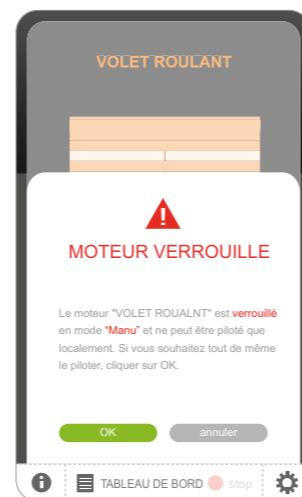 VOLET ROULANT
!
MOTEUR VERROUILLE
Le moteur "VOLET ROUALNT" est verrouillé
en mode “Manu” et ne peut être piloté que
localement. Si vous souhaitez tout de même
le piloter, cliquer sur OK.
OK annuler
i TABLEAU DE BORD stop